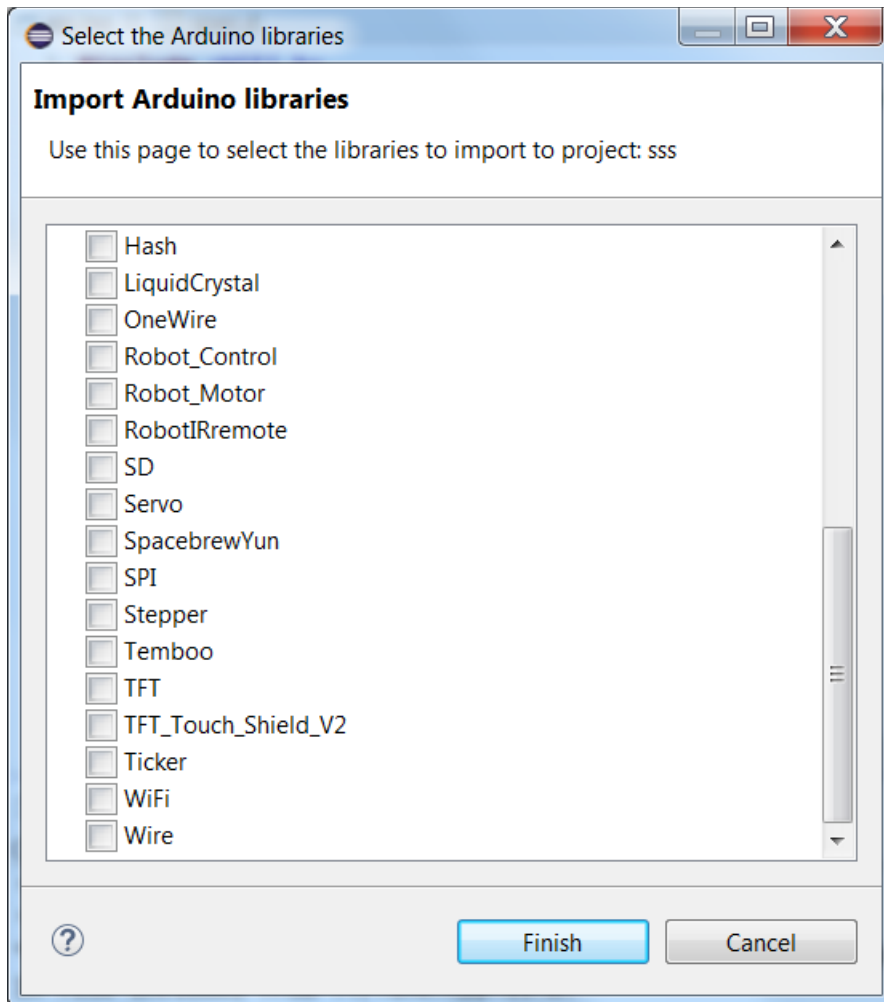 Select the Arduino libraries
Import Arduino libraries
Use this page to select the libraries to import to project: sss
Hash
LiquidCrystal
OneWire
Robot_Control
Robot_Motor
RobotIRremote
SD
Servo
SpacebrewYun
SPI
Stepper
Temboo
TFT
TFT_Touch_Shield_V2
Ticker
WiFi
Wire
Finish
Cancel